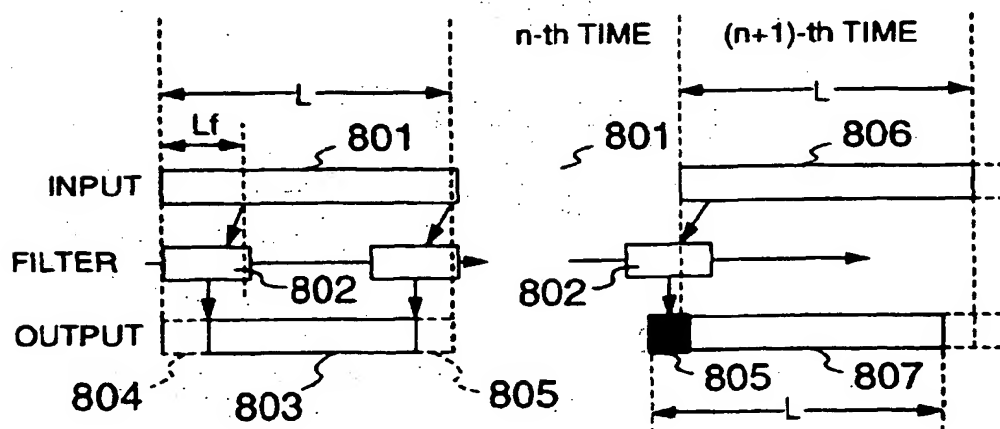 n-th TIME (n+1)-th TIME
L L
Lf
801 801 806
INPUT
FILTER
802 802
OUTPUT
804 803 805 805 807
L